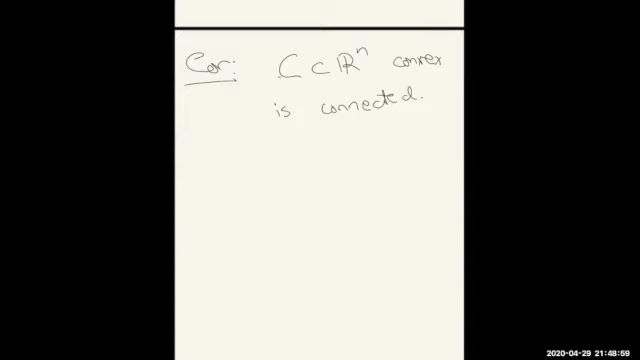 Cor: C ⊂ ℝⁿ convex
is connected.
2020-04-29 21:48:59